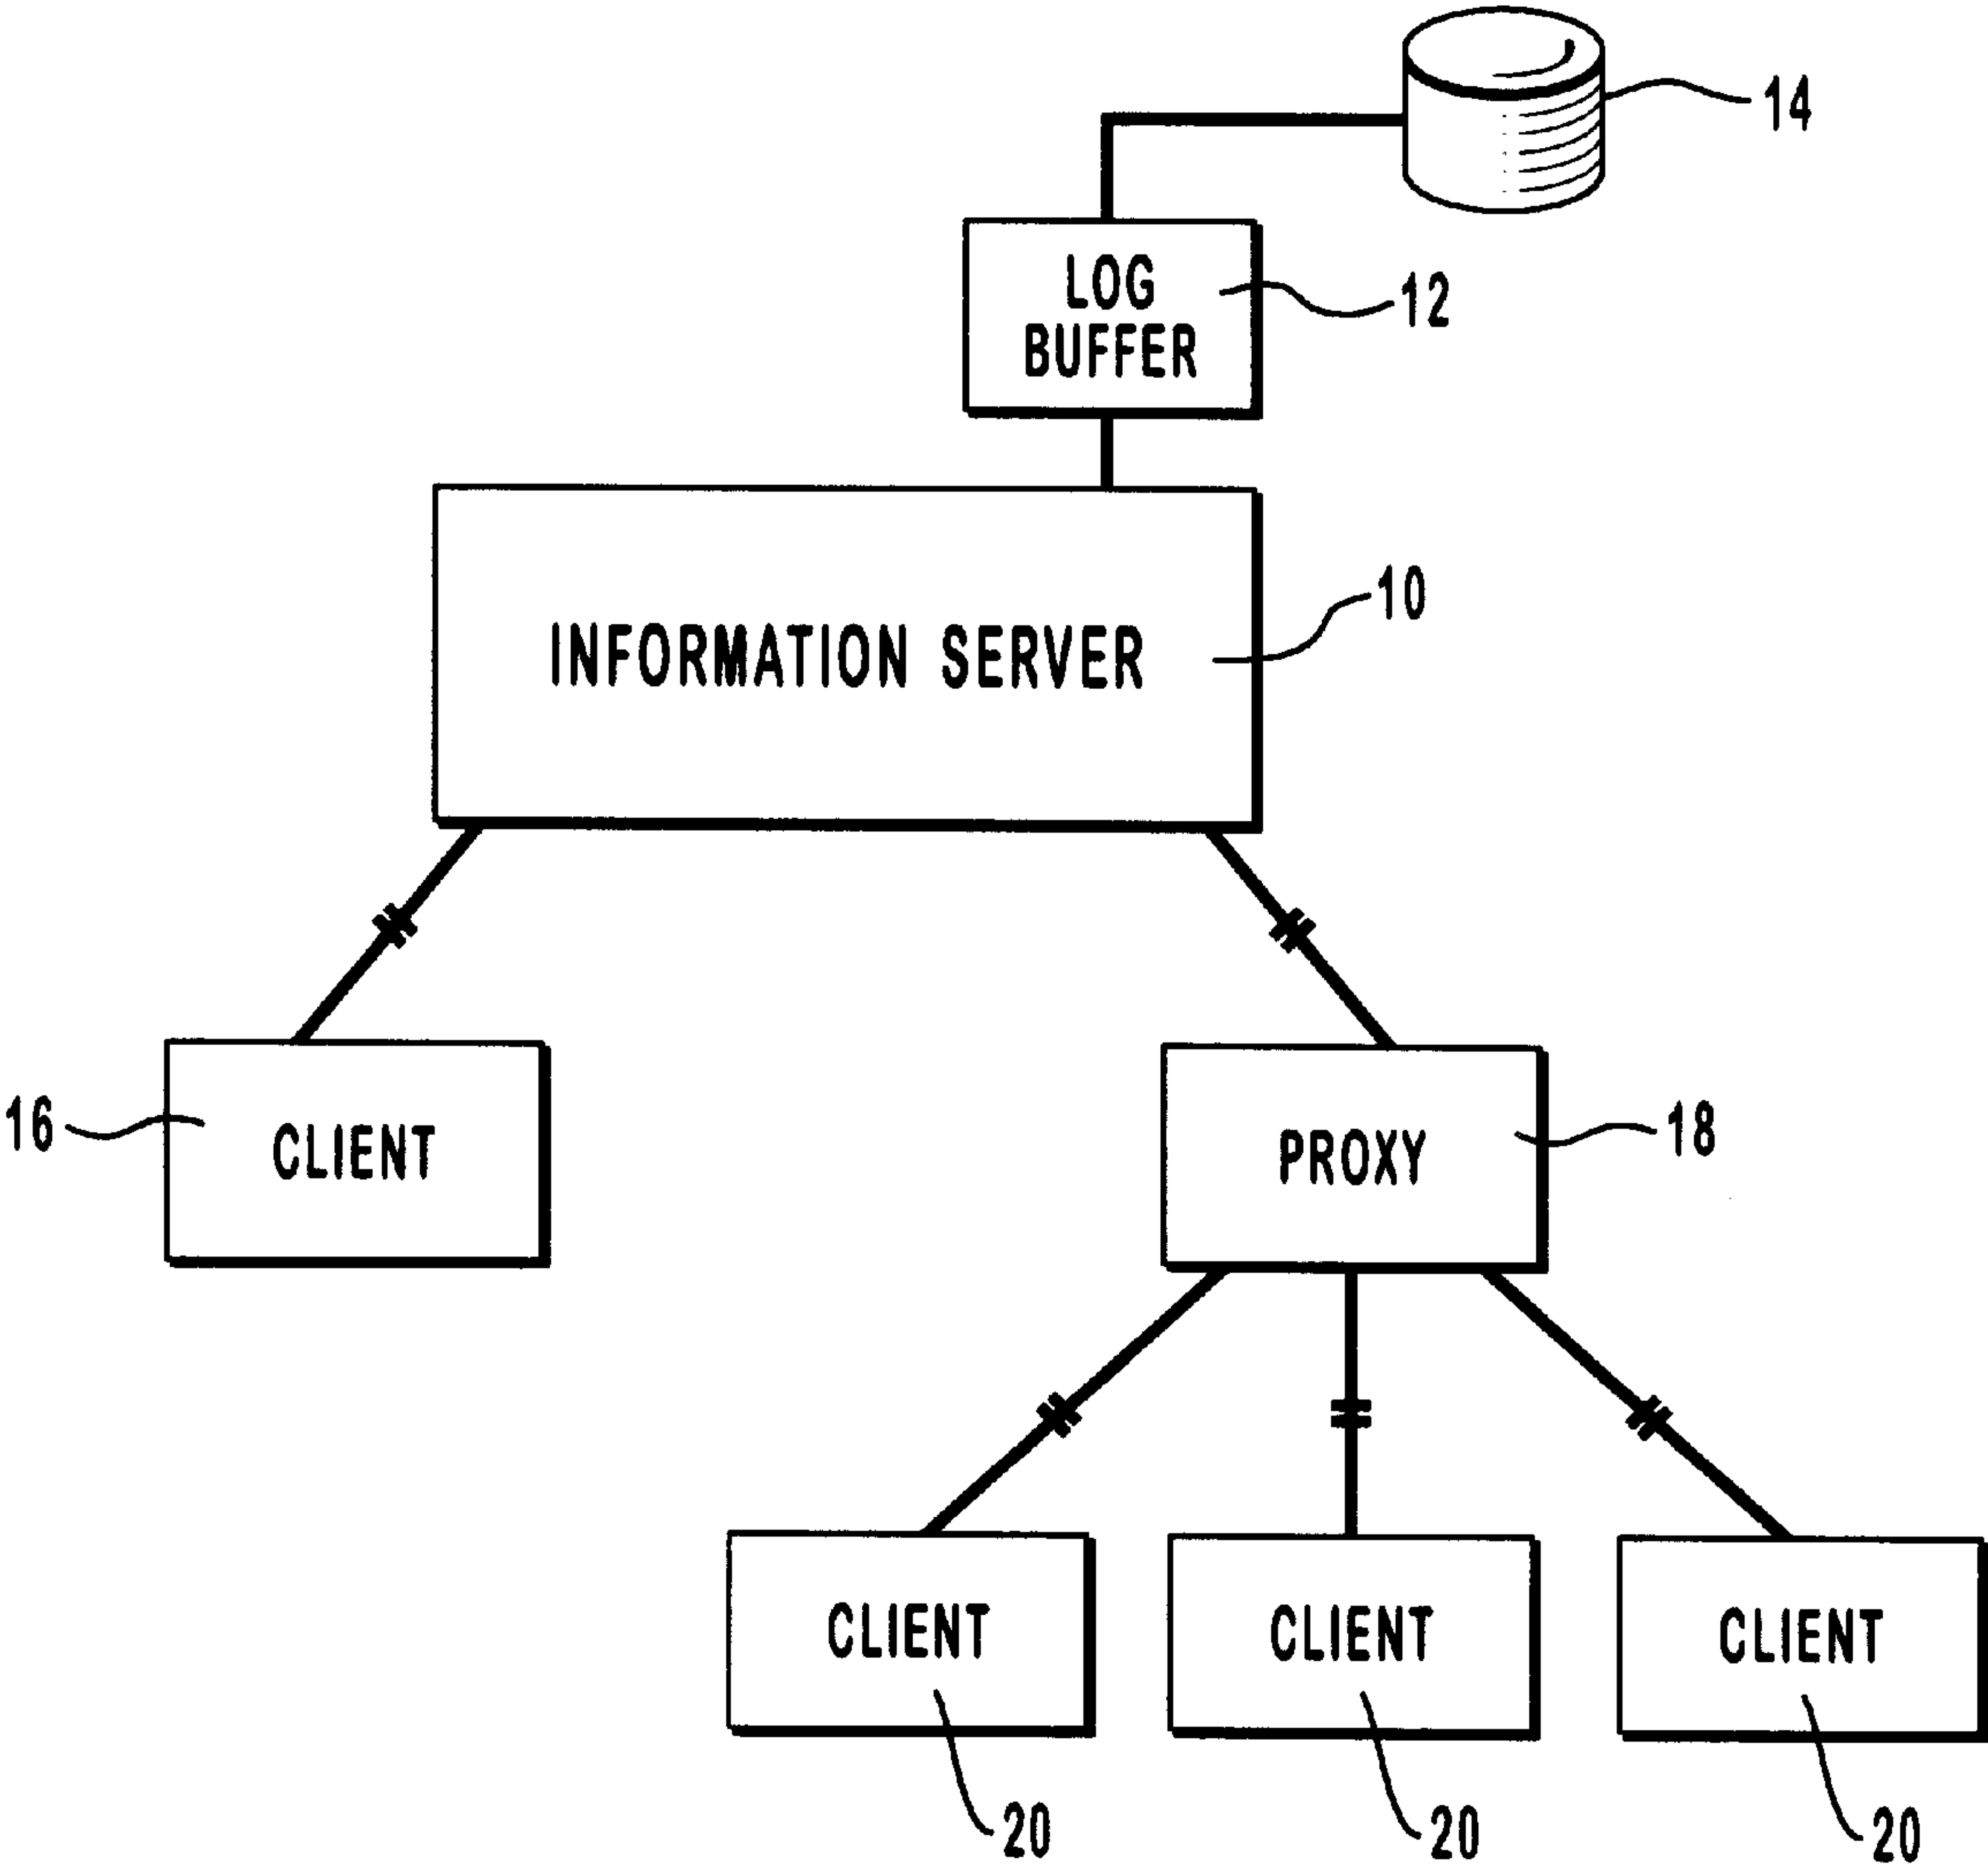 14
LOG
BUFFER
12
INFORMATION SERVER
10
16
CLIENT
PROXY
18
CLIENT
CLIENT
CLIENT
20
20
20